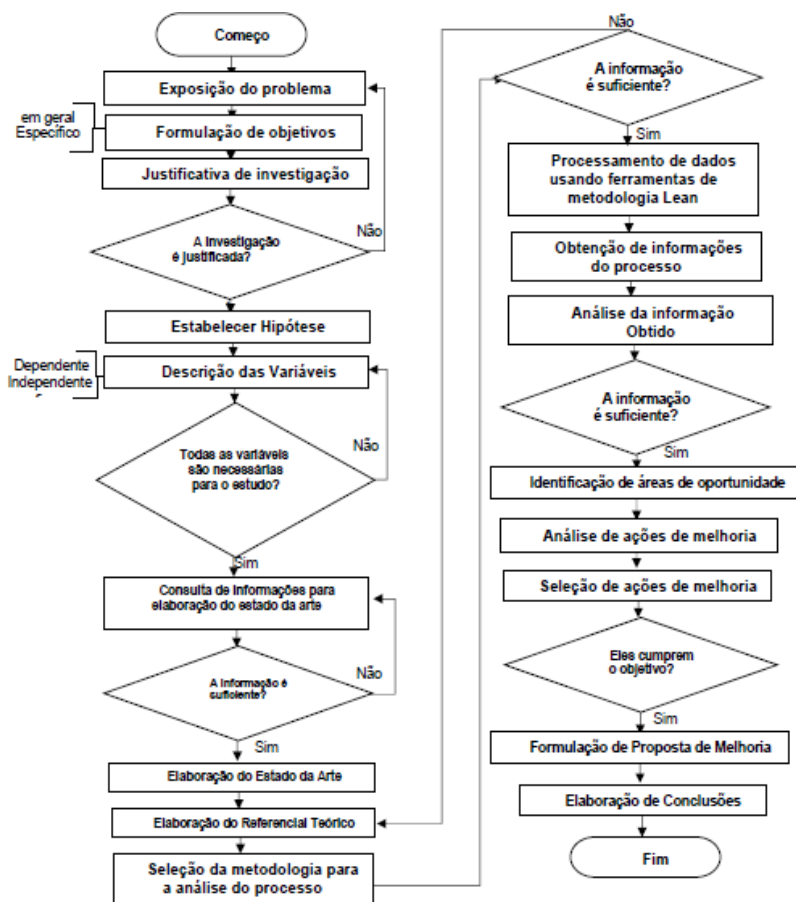 Começo
Exposição do problema
em geral
Específico
Formulação de objetivos
Justificativa de investigação
A investigação
é justificada?
Não
Estabelecer Hipótese
Dependente
Independente
Descrição das Variáveis
Não
Todas as variáveis
são necessárias
para o estudo?
Sim
Consulta de informações para
elaboração do estado da arte
Não
A informação é
suficiente?
Sim
Elaboração do Estado da Arte
Elaboração do Referencial Teórico
Seleção da metodologia para
a análise do processo
Não
A informação
é suficiente?
Sim
Processamento de dados
usando ferramentas de
metodologia Lean
Obtenção de informações
do processo
Análise da informação
Obtido
A informação
é suficiente?
Sim
Identificação de áreas de oportunidade
Análise de ações de melhoria
Seleção de ações de melhoria
Eles cumprem
o objetivo?
Sim
Formulação de Proposta de Melhoria
Elaboração de Conclusões
Fim